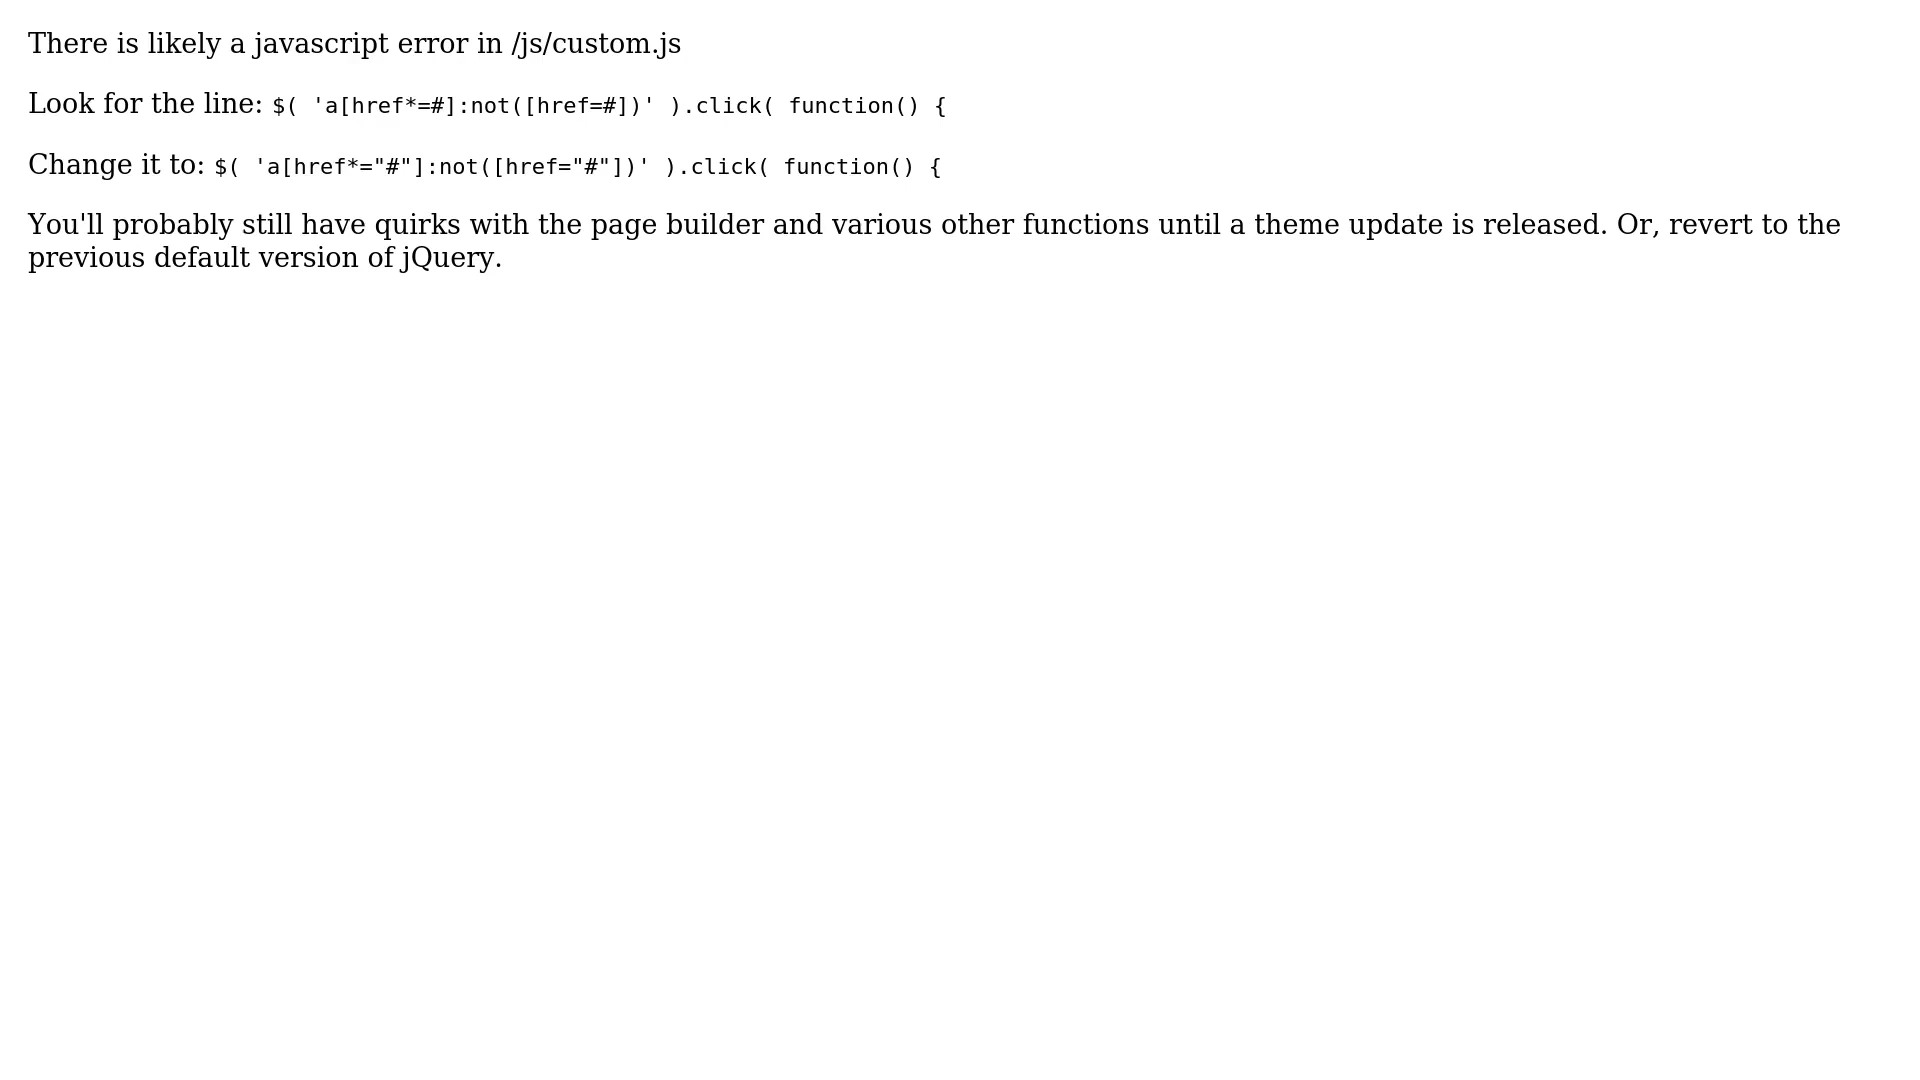 There is likely a javascript error in /js/custom.js
Look for the line: $( 'a[href*=#]:not([href=#])' ).click( function() {
Change it to: $( 'a[href*="#"]:not([href="#"])' ).click( function() {
You'll probably still have quirks with the page builder and various other functions until a theme update is released. Or, revert to the
previous default version of jQuery.